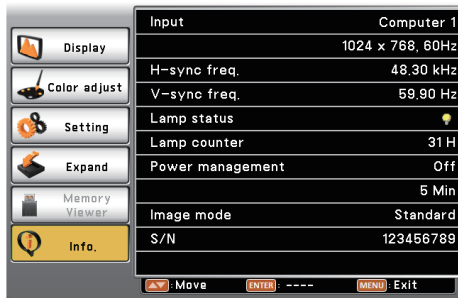 Display
Color adjust
Setting
Expand
Memory
Viewer
Info.
Input Computer 1
1024 x 768, 60Hz
H-sync freq. 48.30 kHz
V-sync freq. 59.90 Hz
Lamp status
Lamp counter 31 H
Power management Off
5 Min
Image mode Standard
S/N 123456789
:Move ENTER : ---- MENU :Exit